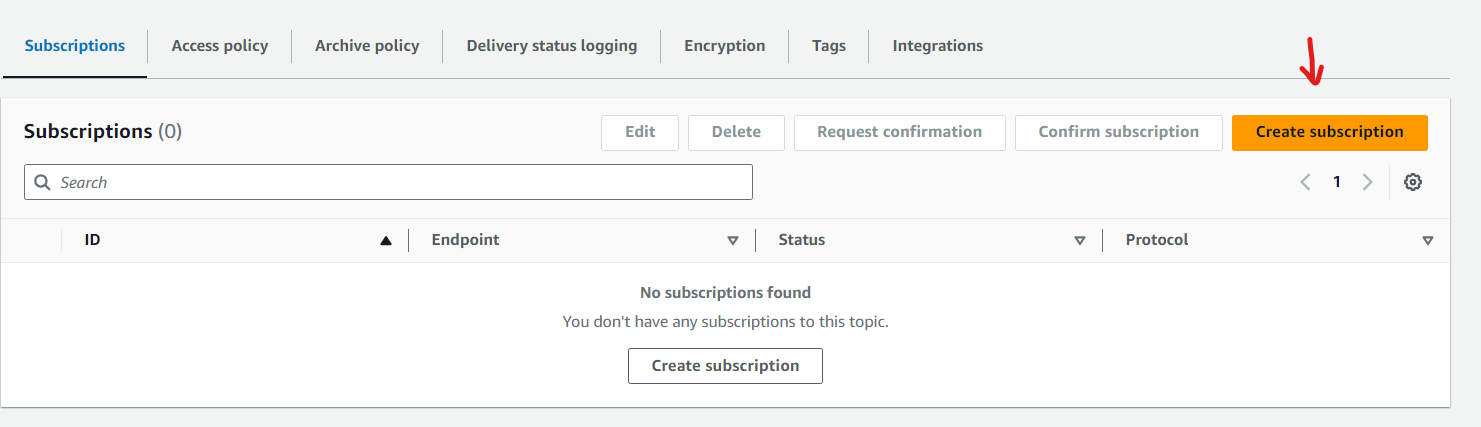 Subscriptions Access policy Archive policy Delivery status logging Encryption Tags Integrations
Subscriptions (0) Edit Delete Request confirmation Confirm subscription Create subscription
Search 1
ID Endpoint Status Protocol
No subscriptions found
You don't have any subscriptions to this topic.
Create subscription